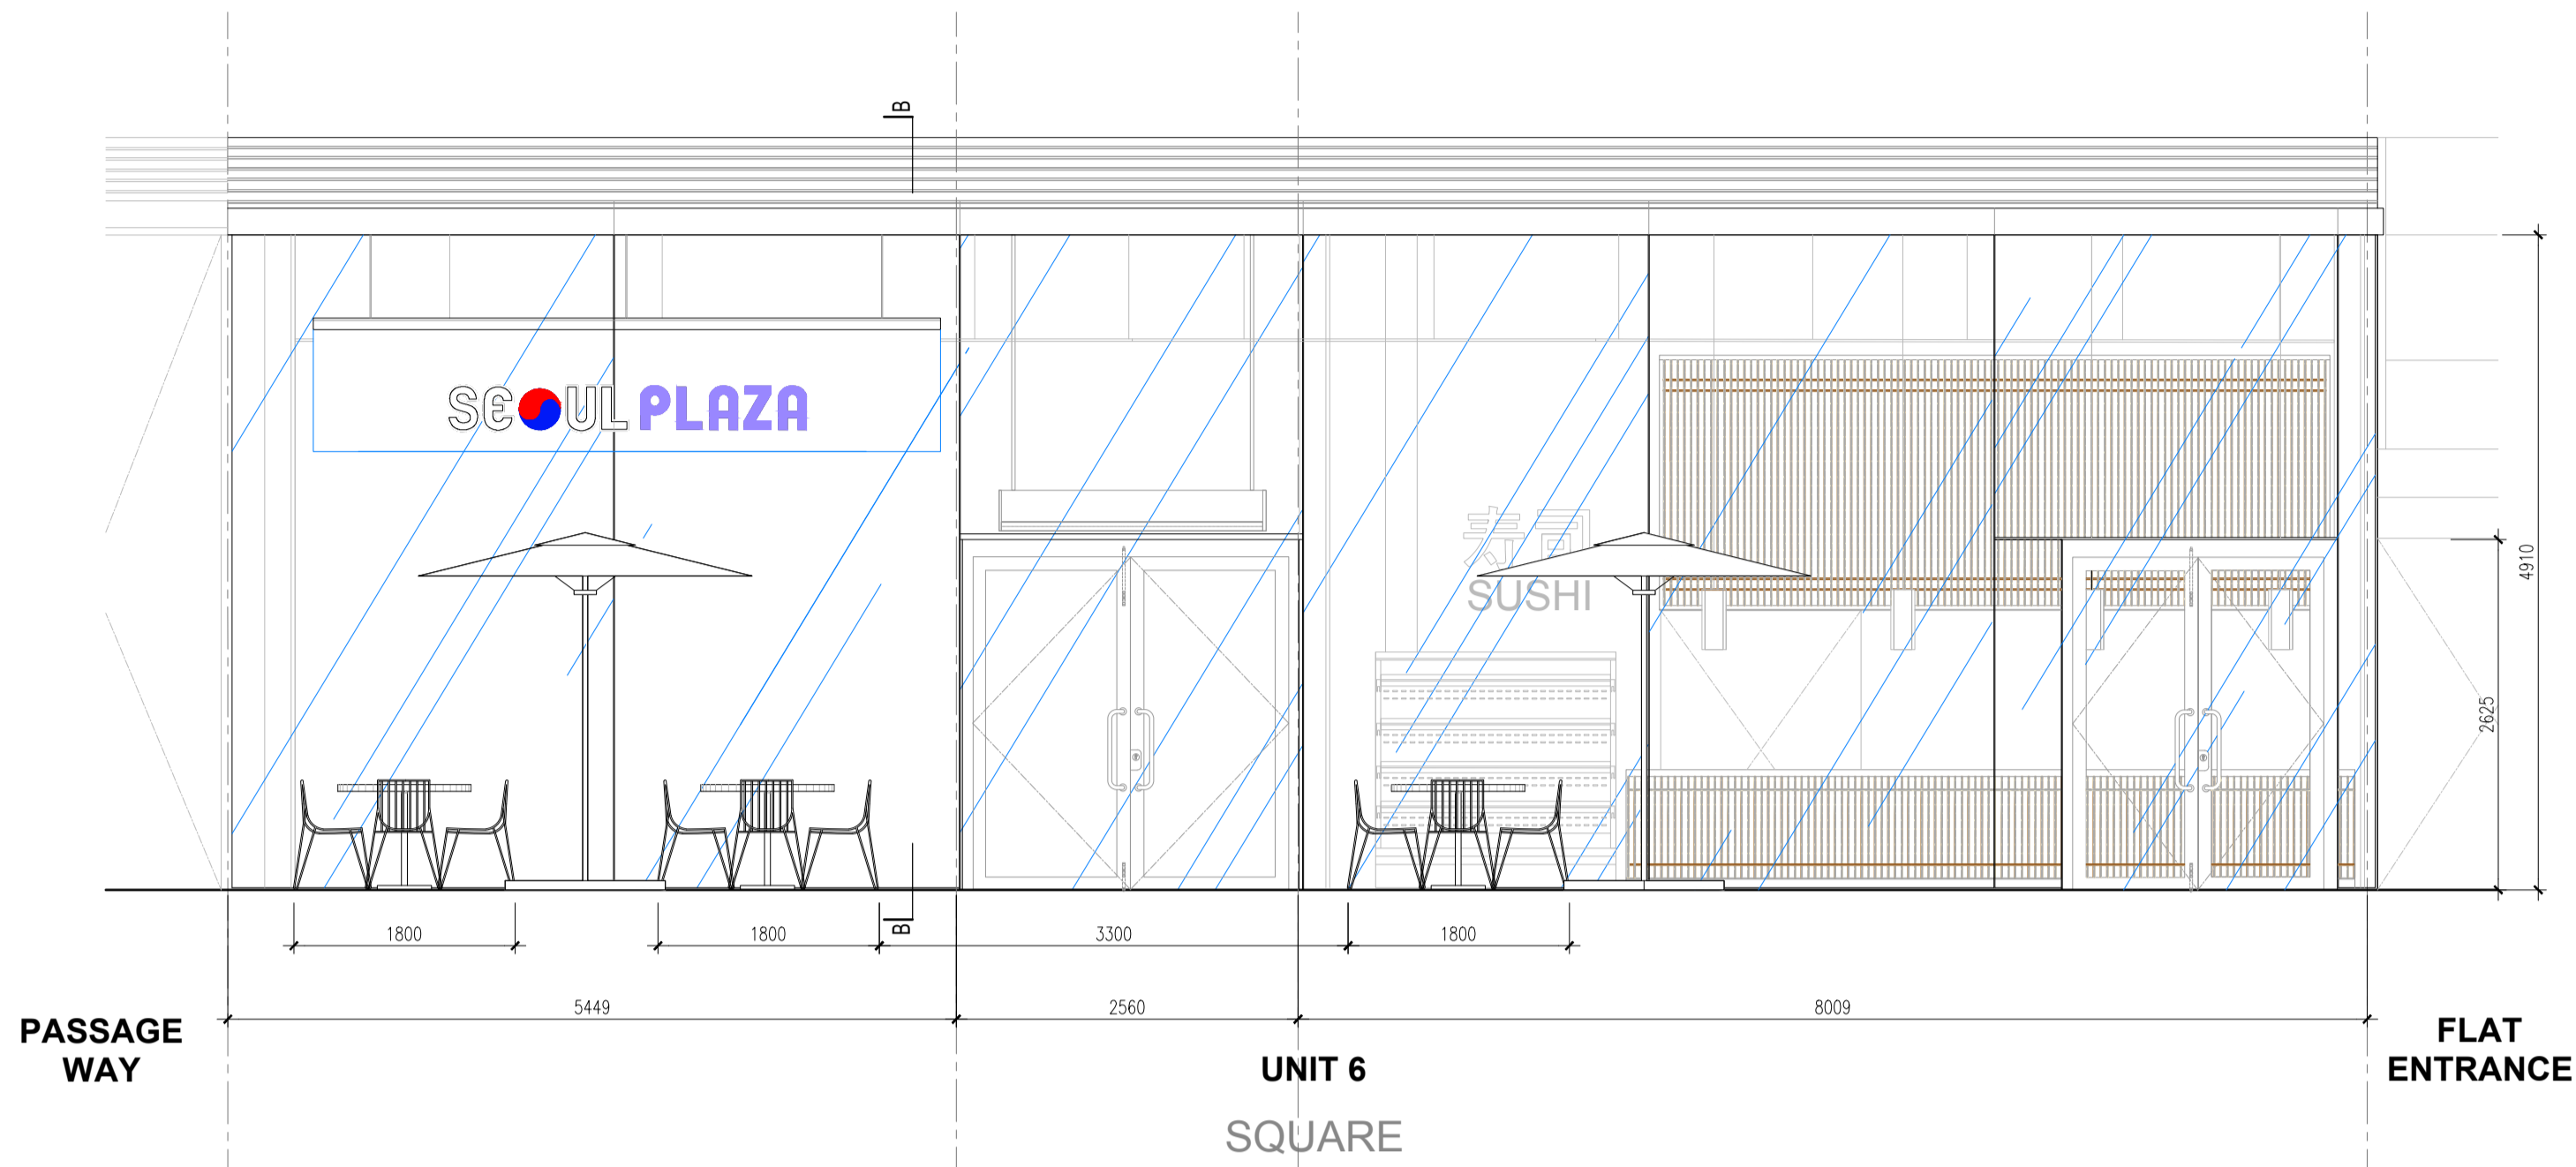 B
SEOUL PLAZA
寿司
SUSHI
4910
2625
B
1800
1800
3300
1800
5449
2560
8009
PASSAGE
WAY
UNIT 6
SQUARE
FLAT
ENTRANCE